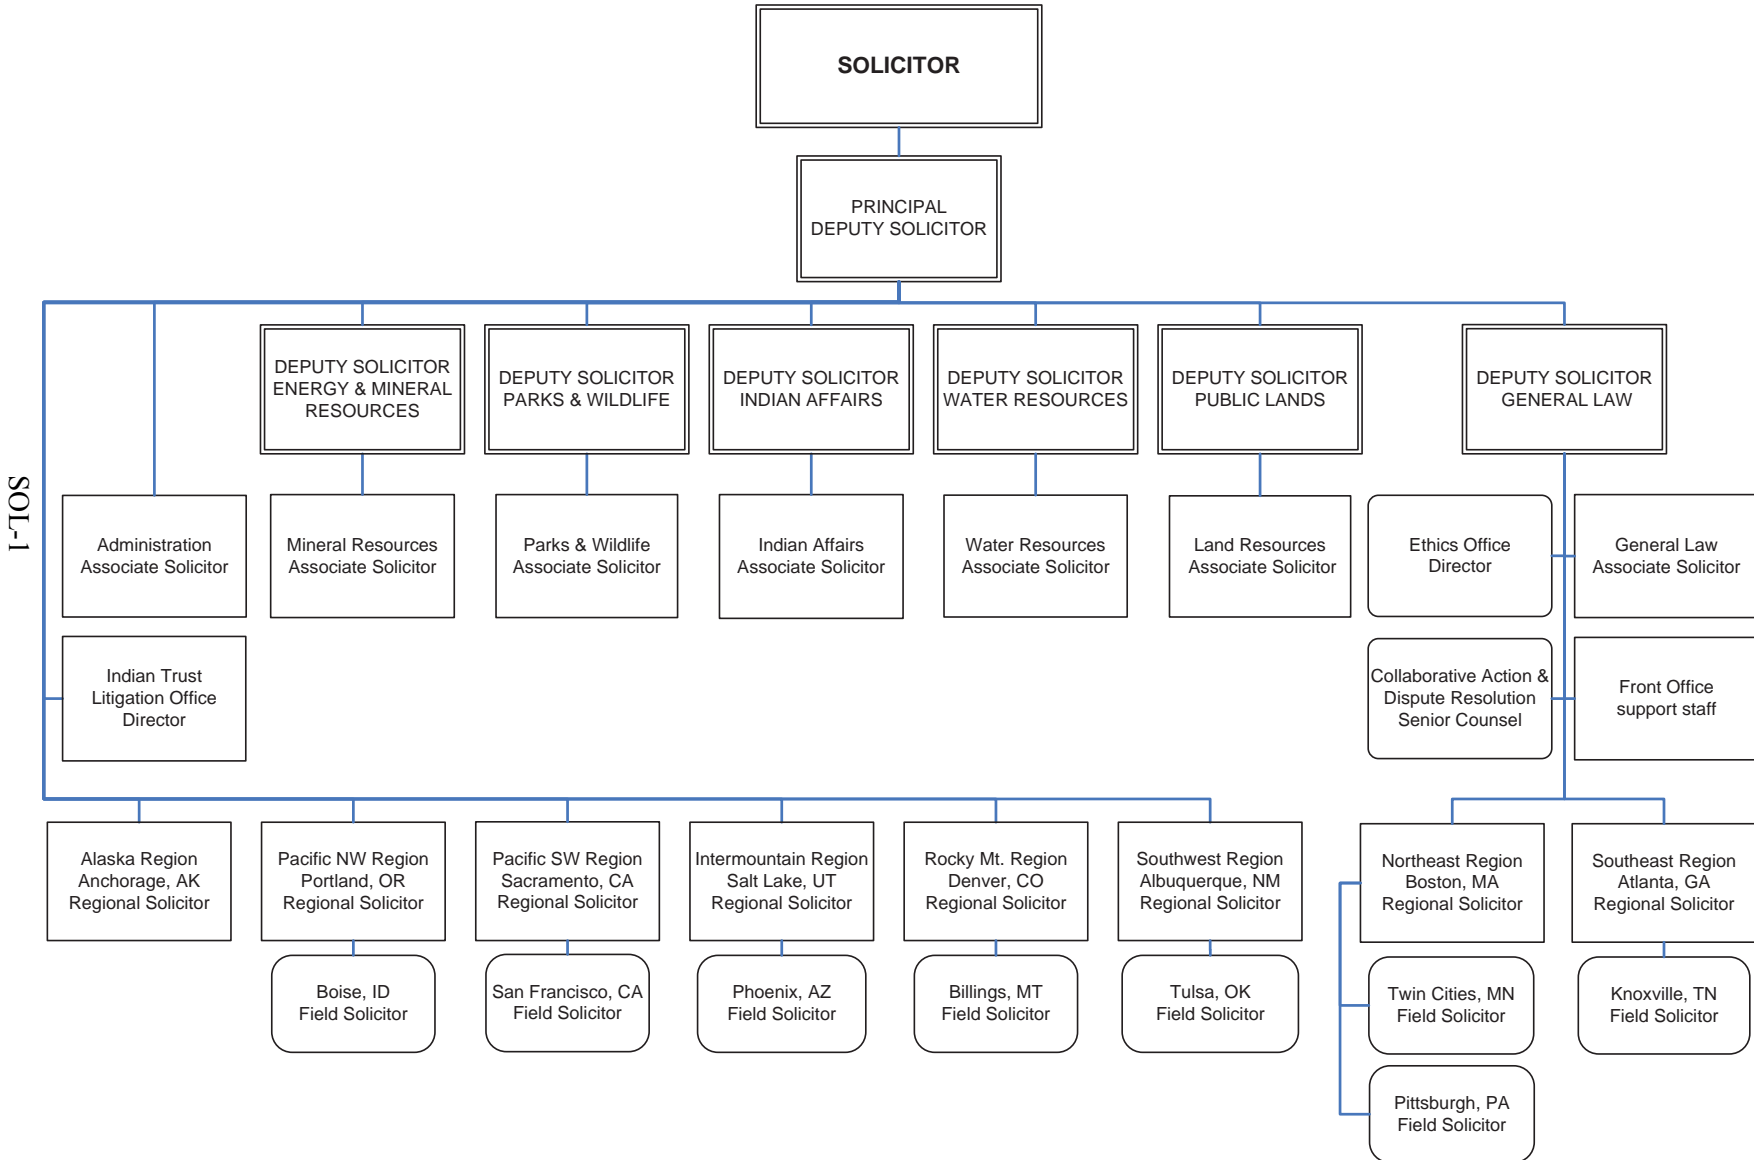 SOLICITOR
PRINCIPAL
DEPUTY SOLICITOR
DEPUTY SOLICITOR
ENERGY & MINERAL
RESOURCES
DEPUTY SOLICITOR
PARKS & WILDLIFE
DEPUTY SOLICITOR
INDIAN AFFAIRS
DEPUTY SOLICITOR
WATER RESOURCES
DEPUTY SOLICITOR
PUBLIC LANDS
DEPUTY SOLICITOR
GENERAL LAW
SOL-1
Administration
Associate Solicitor
Mineral Resources
Associate Solicitor
Parks & Wildlife
Associate Solicitor
Indian Affairs
Associate Solicitor
Water Resources
Associate Solicitor
Land Resources
Associate Solicitor
Ethics Office
Director
General Law
Associate Solicitor
Indian Trust
Litigation Office
Director
Collaborative Action &
Dispute Resolution
Senior Counsel
Front Office
support staff
Alaska Region
Anchorage, AK
Regional Solicitor
Pacific NW Region
Portland, OR
Regional Solicitor
Pacific SW Region
Sacramento, CA
Regional Solicitor
Intermountain Region
Salt Lake, UT
Regional Solicitor
Rocky Mt. Region
Denver, CO
Regional Solicitor
Southwest Region
Albuquerque, NM
Regional Solicitor
Northeast Region
Boston, MA
Regional Solicitor
Southeast Region
Atlanta, GA
Regional Solicitor
Boise, ID
Field Solicitor
San Francisco, CA
Field Solicitor
Phoenix, AZ
Field Solicitor
Billings, MT
Field Solicitor
Tulsa, OK
Field Solicitor
Twin Cities, MN
Field Solicitor
Knoxville, TN
Field Solicitor
Pittsburgh, PA
Field Solicitor